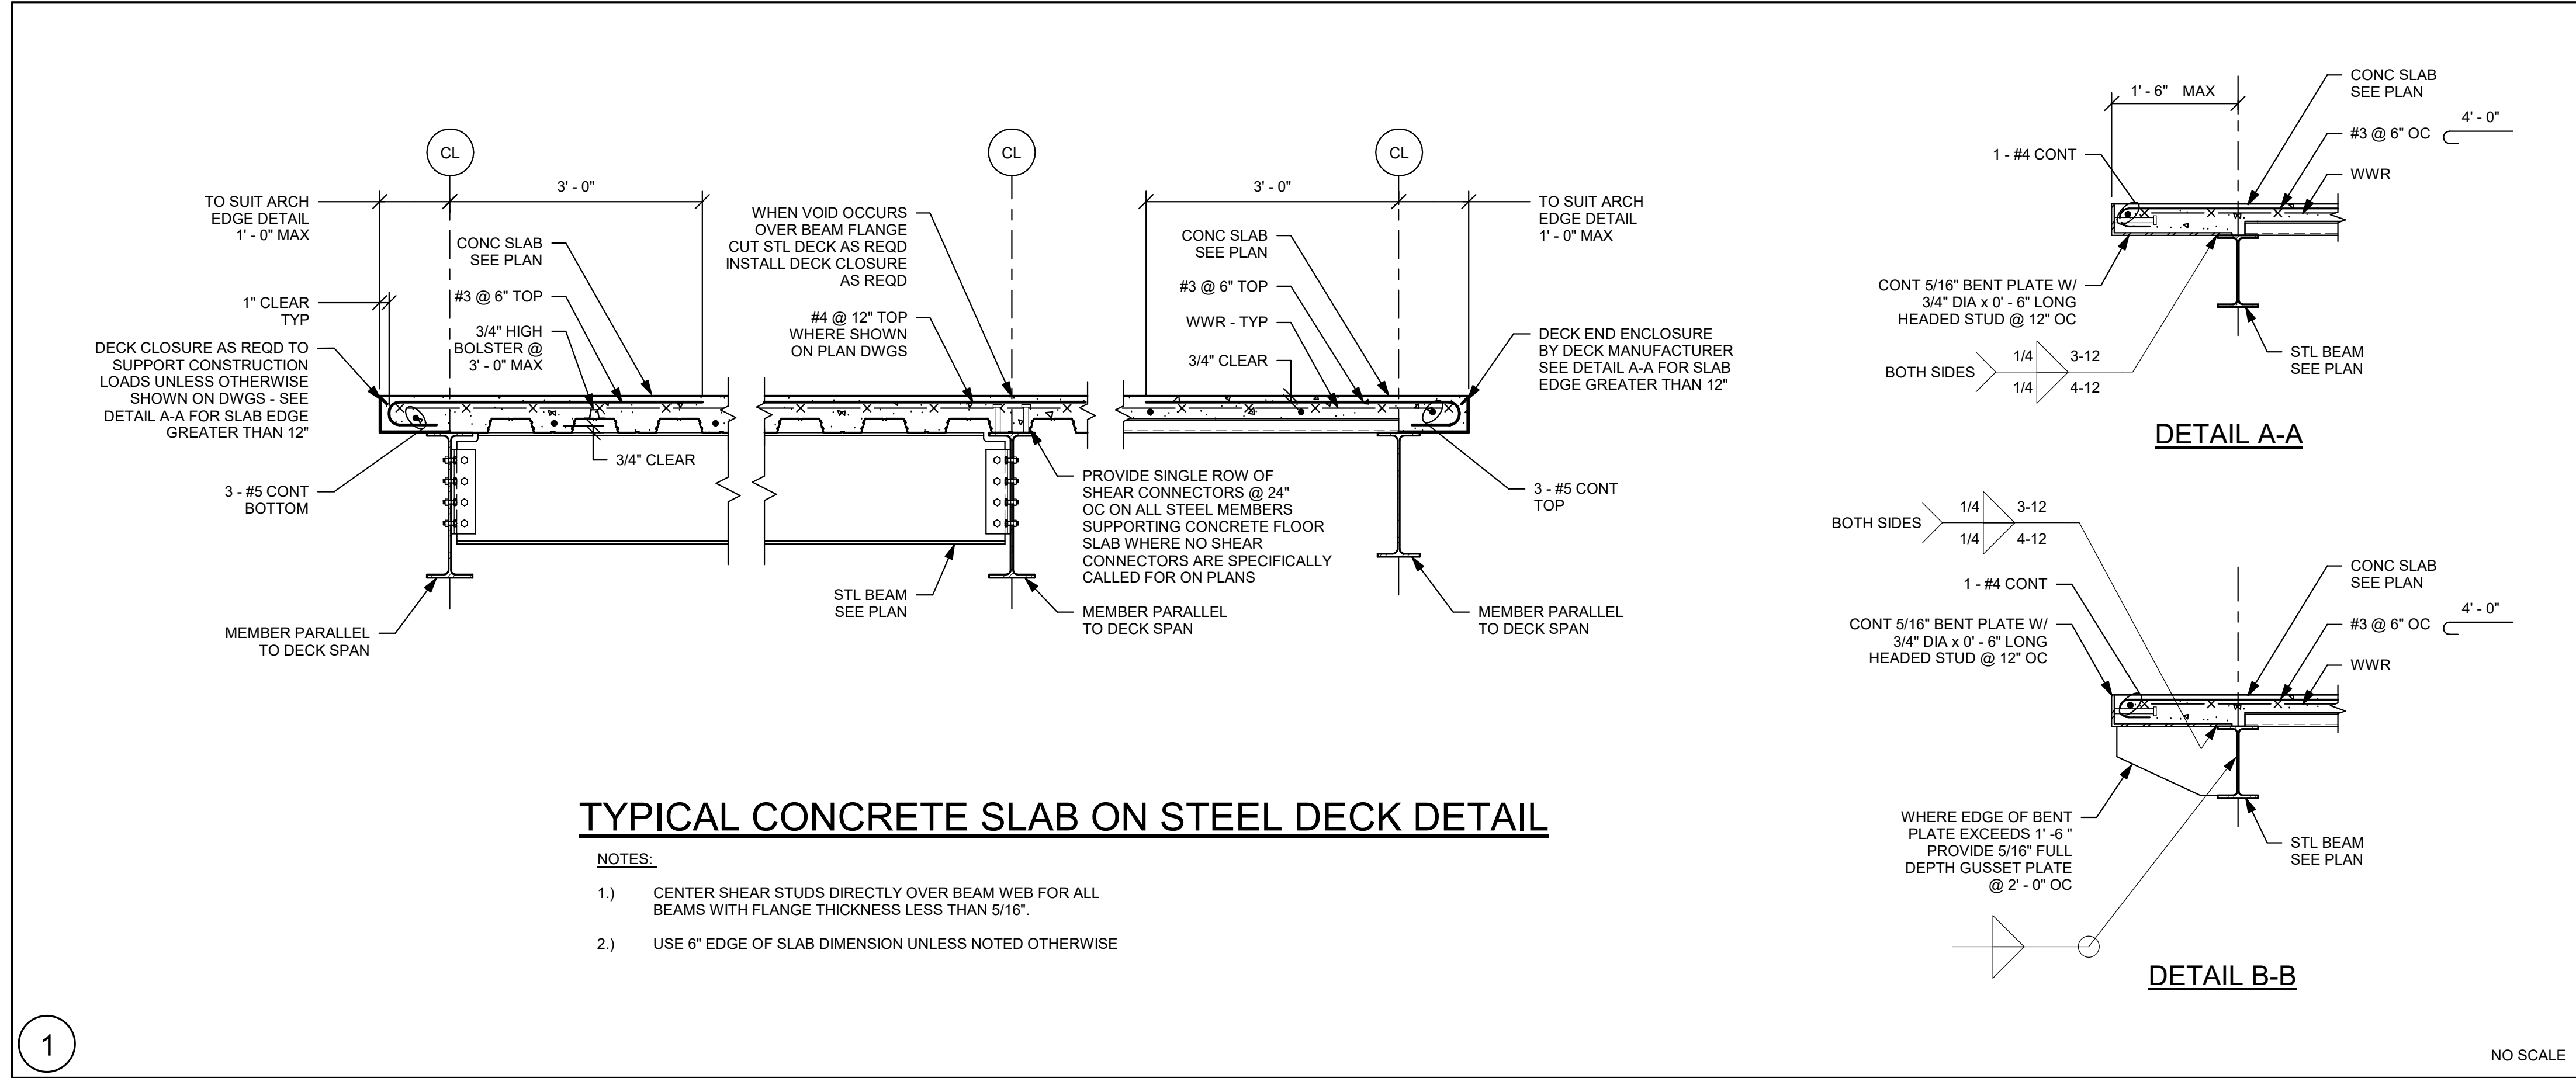 CL
CL
CL
3' - 0"
3' - 0"
TO SUIT ARCH
EDGE DETAIL
1' - 0" MAX
CONC SLAB
SEE PLAN
1" CLEAR
TYP
#3 @ 6" TOP
3/4" HIGH
BOLSTER @
3' - 0" MAX
DECK CLOSURE AS REQD TO
SUPPORT CONSTRUCTION
LOADS UNLESS OTHERWISE
SHOWN ON DWGS - SEE
DETAIL A-A FOR SLAB EDGE
GREATER THAN 12"
3/4" CLEAR
3 - #5 CONT
BOTTOM
MEMBER PARALLEL
TO DECK SPAN
WHEN VOID OCCURS
OVER BEAM FLANGE
CUT STL DECK AS REQD
INSTALL DECK CLOSURE
AS REQD
#4 @ 12" TOP
WHERE SHOWN
ON PLAN DWGS
PROVIDE SINGLE ROW OF
SHEAR CONNECTORS @ 24"
OC ON ALL STEEL MEMBERS
SUPPORTING CONCRETE FLOOR
SLAB WHERE NO SHEAR
CONNECTORS ARE SPECIFICALLY
CALLED FOR ON PLANS
STL BEAM
SEE PLAN
MEMBER PARALLEL
TO DECK SPAN
CONC SLAB
SEE PLAN
#3 @ 6" TOP
WWR - TYP
3/4" CLEAR
TO SUIT ARCH
EDGE DETAIL
1' - 0" MAX
DECK END ENCLOSURE
BY DECK MANUFACTURER
SEE DETAIL A-A FOR SLAB
EDGE GREATER THAN 12"
3 - #5 CONT
TOP
MEMBER PARALLEL
TO DECK SPAN
TYPICAL CONCRETE SLAB ON STEEL DECK DETAIL
NOTES:
1.) CENTER SHEAR STUDS DIRECTLY OVER BEAM WEB FOR ALL
BEAMS WITH FLANGE THICKNESS LESS THAN 5/16".
2.) USE 6" EDGE OF SLAB DIMENSION UNLESS NOTED OTHERWISE
1' - 6" MAX
CONC SLAB
SEE PLAN
#3 @ 6" OC
4' - 0"
1 - #4 CONT
WWR
CONT 5/16" BENT PLATE W/
3/4" DIA x 0' - 6" LONG
HEADED STUD @ 12" OC
BOTH SIDES
1/4 3-12
1/4 4-12
STL BEAM
SEE PLAN
DETAIL A-A
BOTH SIDES
1/4 3-12
1/4 4-12
CONC SLAB
SEE PLAN
1 - #4 CONT
#3 @ 6" OC
4' - 0"
CONT 5/16" BENT PLATE W/
3/4" DIA x 0' - 6" LONG
HEADED STUD @ 12" OC
WWR
WHERE EDGE OF BENT
PLATE EXCEEDS 1' -6 "
PROVIDE 5/16" FULL
DEPTH GUSSET PLATE
@ 2' - 0" OC
STL BEAM
SEE PLAN
DETAIL B-B
1
NO SCALE